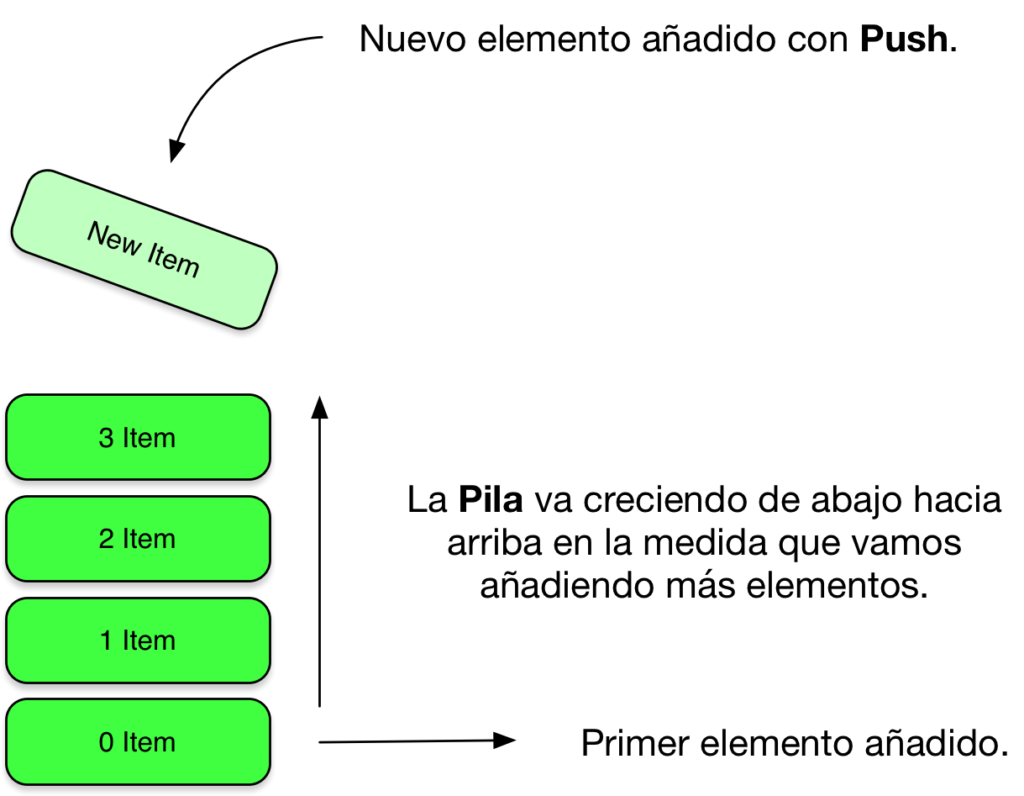 Nuevo elemento añadido con Push.
New Item
3 Item
2 Item
1 Item
0 Item
La Pila va creciendo de abajo hacia
arriba en la medida que vamos
añadiendo más elementos.
Primer elemento añadido.